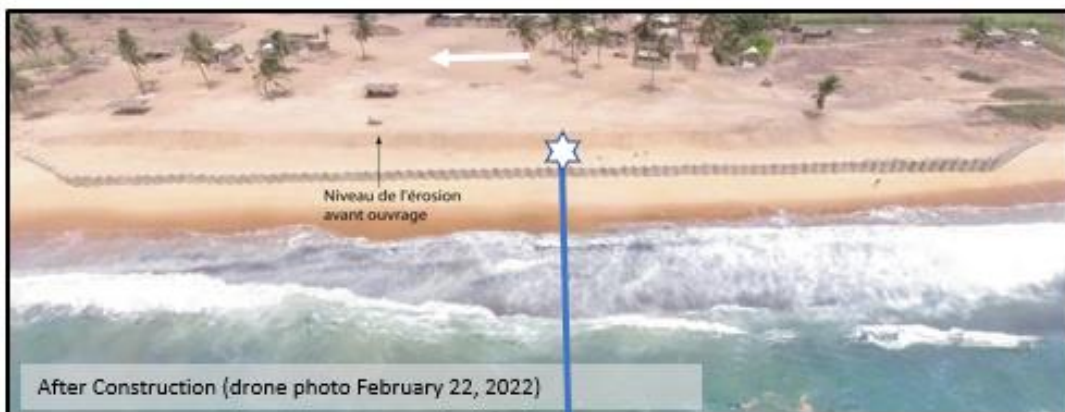 Niveau de l'érosion
avant ouvrage
After Construction (drone photo February 22, 2022)